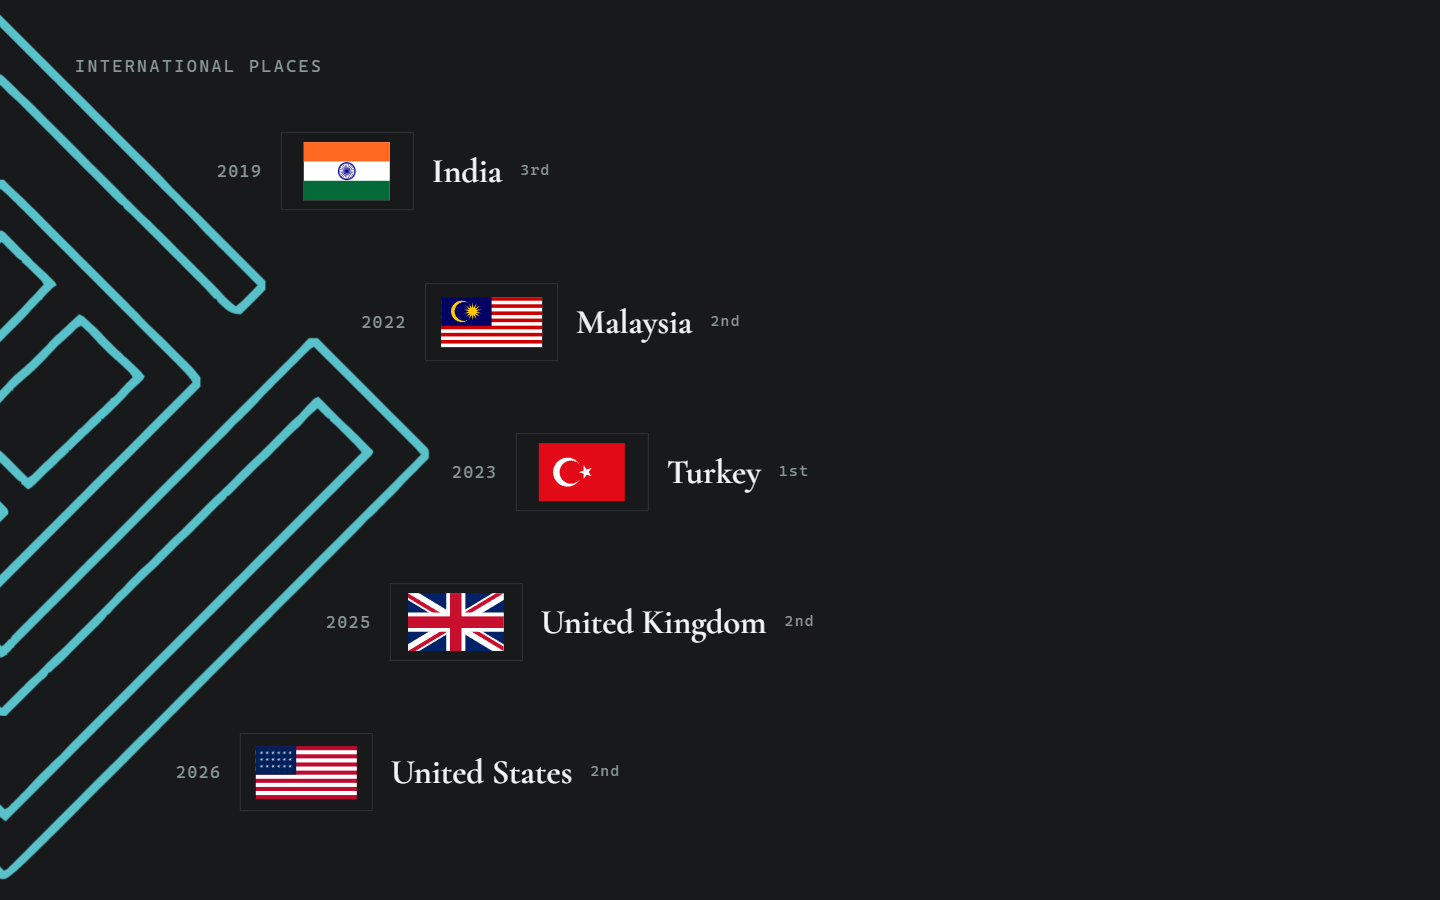 INTERNATIONAL PLACES
2019 India 3rd
2022 Malaysia 2nd
2023 Turkey 1st
2025 United Kingdom 2nd
2026 United States 2nd